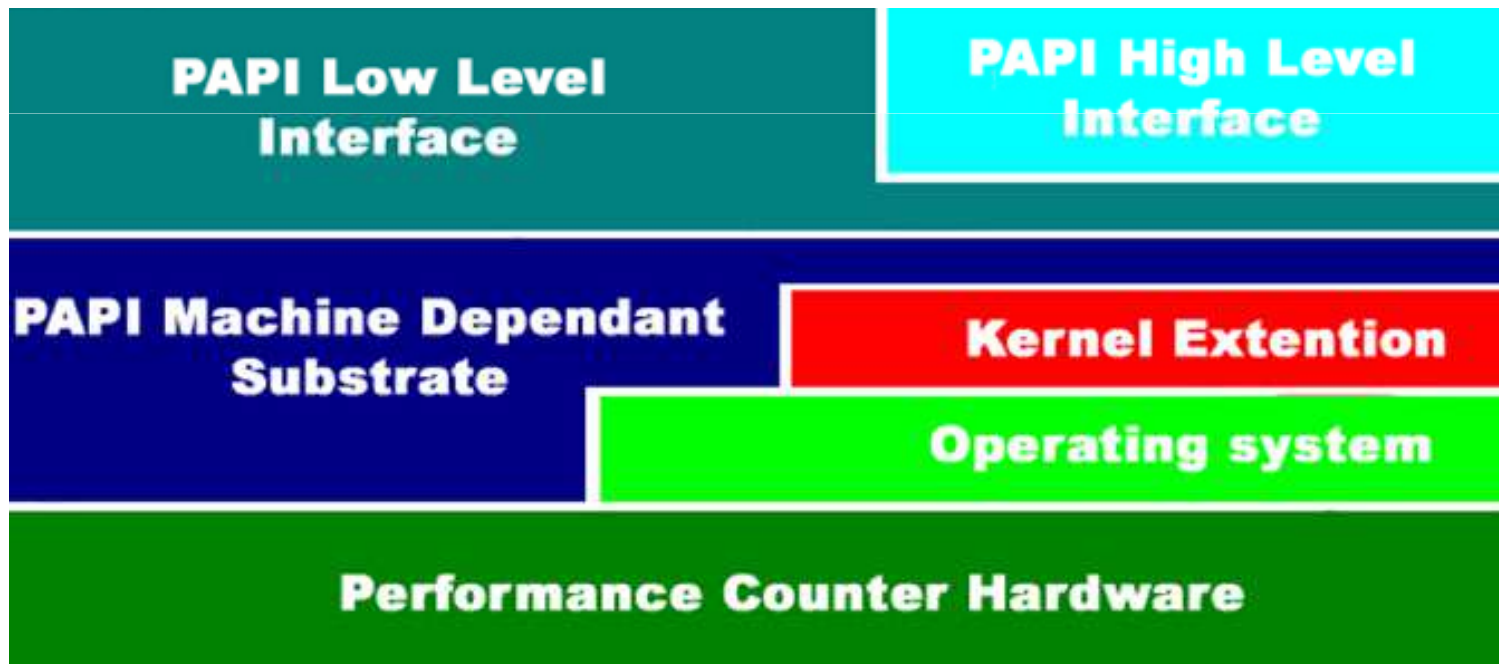 PAPI Low Level
Interface
PAPI High Level
Interface
PAPI Machine Dependant
Substrate
Kernel Extention
Operating system
Performance Counter Hardware